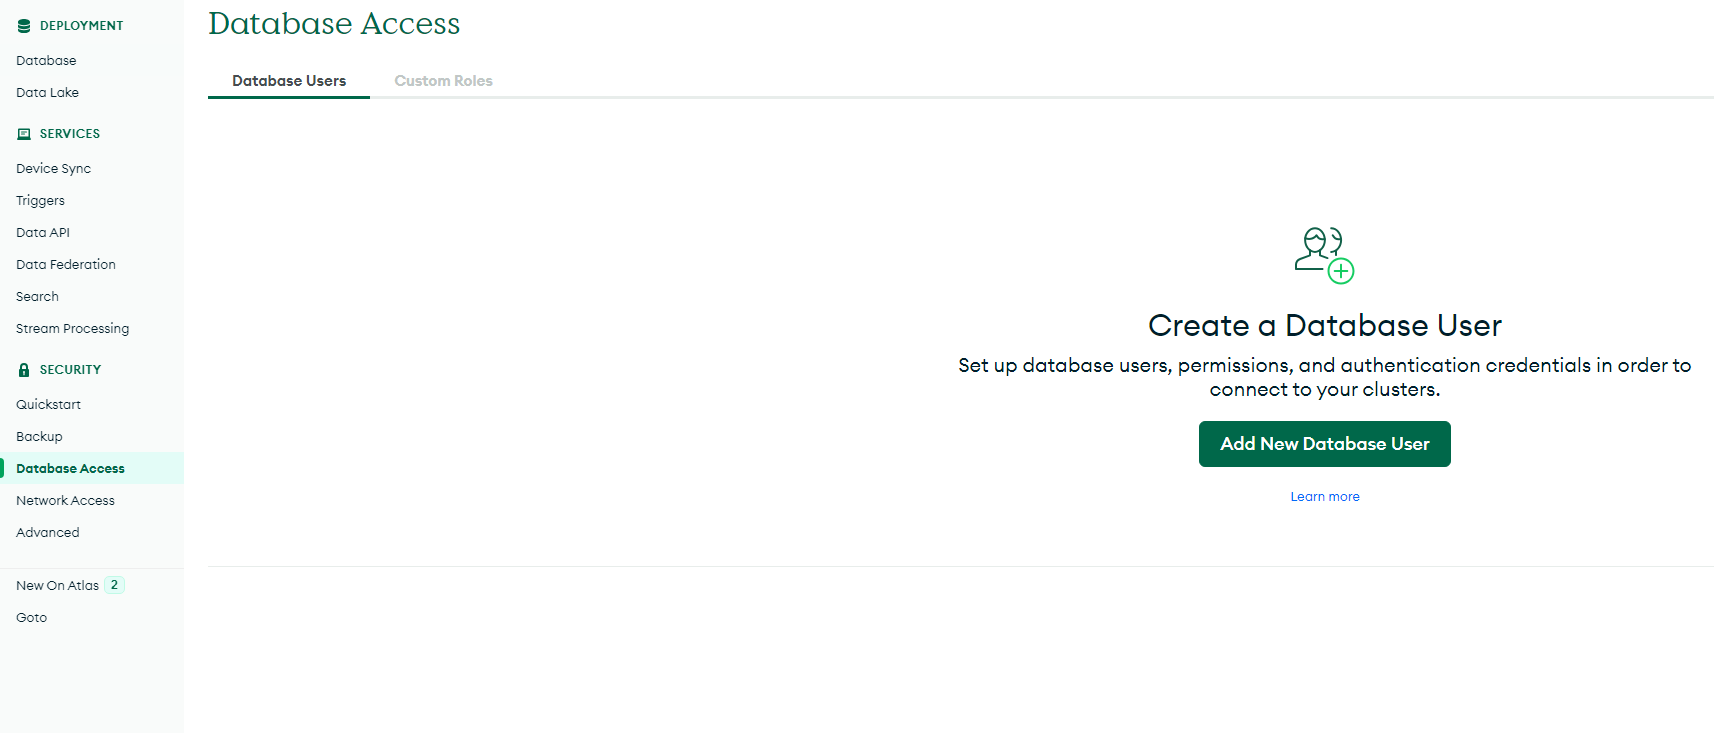 DEPLOYMENT
Database
Data Lake
SERVICES
Device Sync
Triggers
Data API
Data Federation
Search
Stream Processing
SECURITY
Quickstart
Backup
Database Access
Network Access
Advanced
New On Atlas 2
Goto
Database Access
Database Users
Custom Roles
Create a Database User
Set up database users, permissions, and authentication credentials in order to
connect to your clusters.
Add New Database User
Learn more